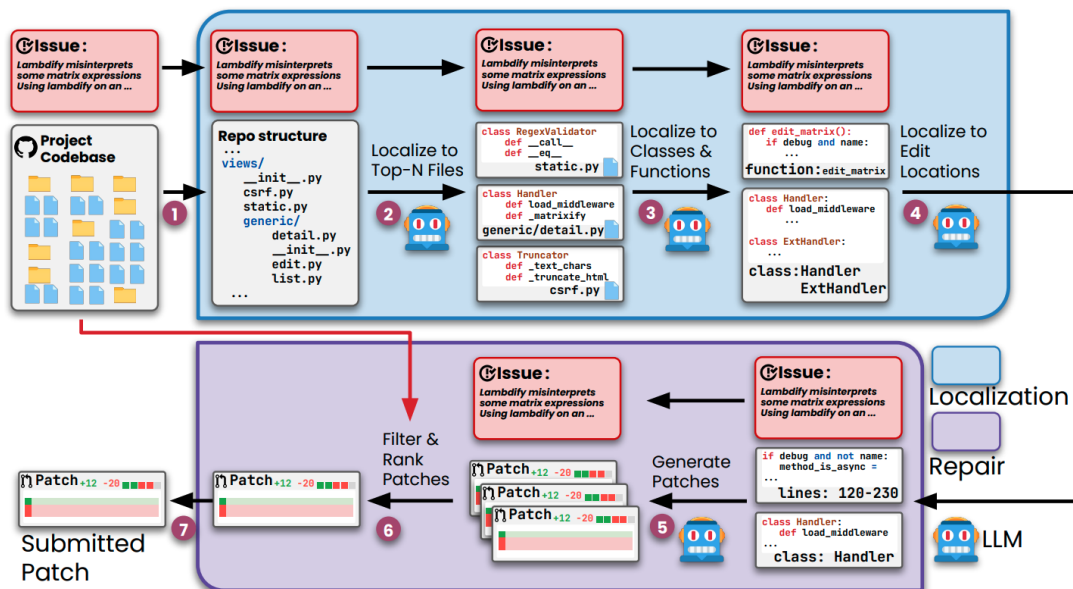 Issue:
Lambdify misinterprets
some matrix expressions
Using lambdify on an ...
Issue:
Lambdify misinterprets
some matrix expressions
Using lambdify on an ...
Issue:
Lambdify misinterprets
some matrix expressions
Using lambdify on an ...
Issue:
Lambdify misinterprets
some matrix expressions
Using lambdify on an ...
Project
Codebase
1
Repo structure
...
views/
__init__.py
csrf.py
static.py
generic/
detail.py
__init__.py
edit.py
list.py
...
Localize to
Top-N Files
2
class RegexValidator
def __call__
def __eq__
static.py
class Handler
def load_middleware
def _matrixify
generic/detail.py
class Truncator
def _text_chars
def _truncate_html
csrf.py
Localize to
Classes &
Functions
3
def edit_matrix():
if debug and name:
...
function:edit_matrix
class Handler:
def load_middleware
...
class ExtHandler:
...
class:Handler
ExtHandler
Localize to
Edit
Locations
4
Issue:
Lambdify misinterprets
some matrix expressions
Using lambdify on an ...
Issue:
Lambdify misinterprets
some matrix expressions
Using lambdify on an ...
Localization
Repair
LLM
if debug and not name:
method_is_async =
...
lines: 120-230
class Handler:
def load_middleware
...
class: Handler
Generate
Patches
5
Patch +12 -20
Patch +12 -20
Patch +12 -20
Filter &
Rank
Patches
6
Patch +12 -20
7
Patch +12 -20
Submitted
Patch